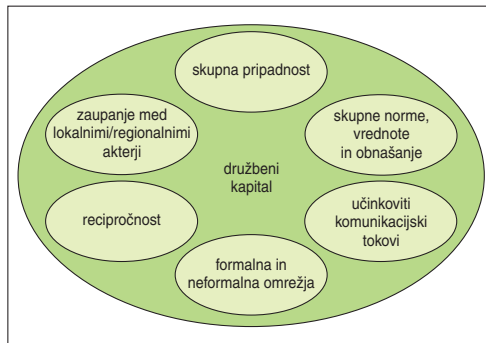 skupna pripadnost
zaupanje med
lokalnimi/regionalnimi
akterji
skupne norme,
vrednote
in obnašanje
družbeni
kapital
recipročnost
učinkoviti
komunikacijski
tokovi
formalna in
neformalna omrežja